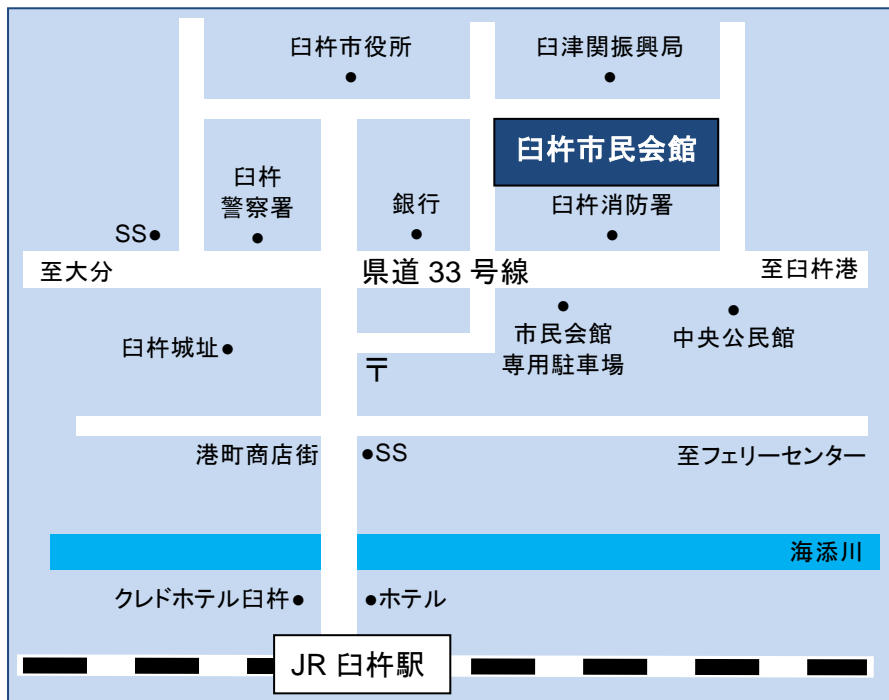 臼杵市役所
臼津関振興局
臼杵市民会館
臼杵
警察署
銀行
臼杵消防署
SS
至大分
県道 33 号線
至臼杵港
臼杵城址
市民会館
専用駐車場
中央公民館
〒
港町商店街
SS
至フェリーセンター
海添川
クレドホテル臼杵
ホテル
JR 臼杵駅